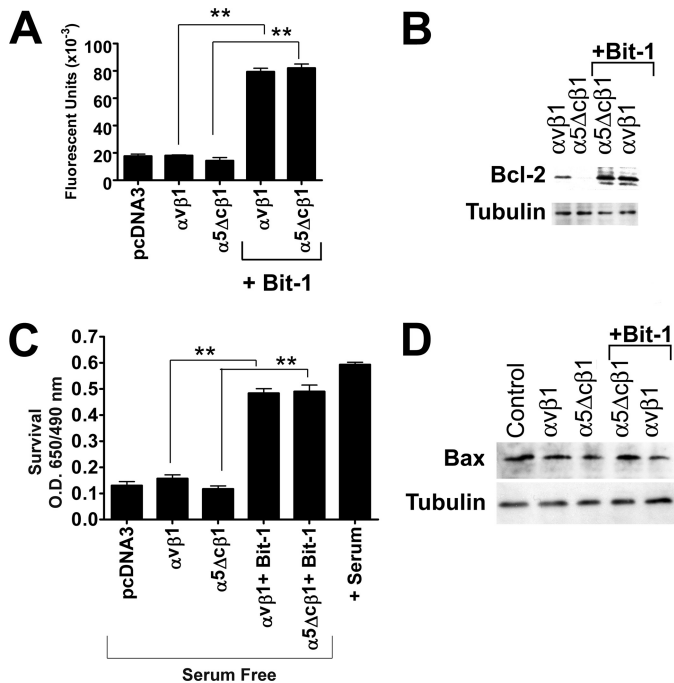 A
Fluorescent Units (x10⁻³)
100
80
60
40
20
0
**
**
pcDNA3
αvβ1
α5Δcβ1
αvβ1
α5Δcβ1
+ Bit-1
B
+Bit-1
αvβ1
α5Δcβ1
α5Δcβ1
αvβ1
Bcl-2
Tubulin
C
Survival
O.D. 650/490 nm
0.7
0.6
0.5
0.4
0.3
0.2
0.1
0.0
**
**
pcDNA3
αvβ1
α5Δcβ1
αvβ1+ Bit-1
α5Δcβ1+ Bit-1
+ Serum
Serum Free
D
+Bit-1
Control
αvβ1
α5Δcβ1
α5Δcβ1
αvβ1
Bax
Tubulin